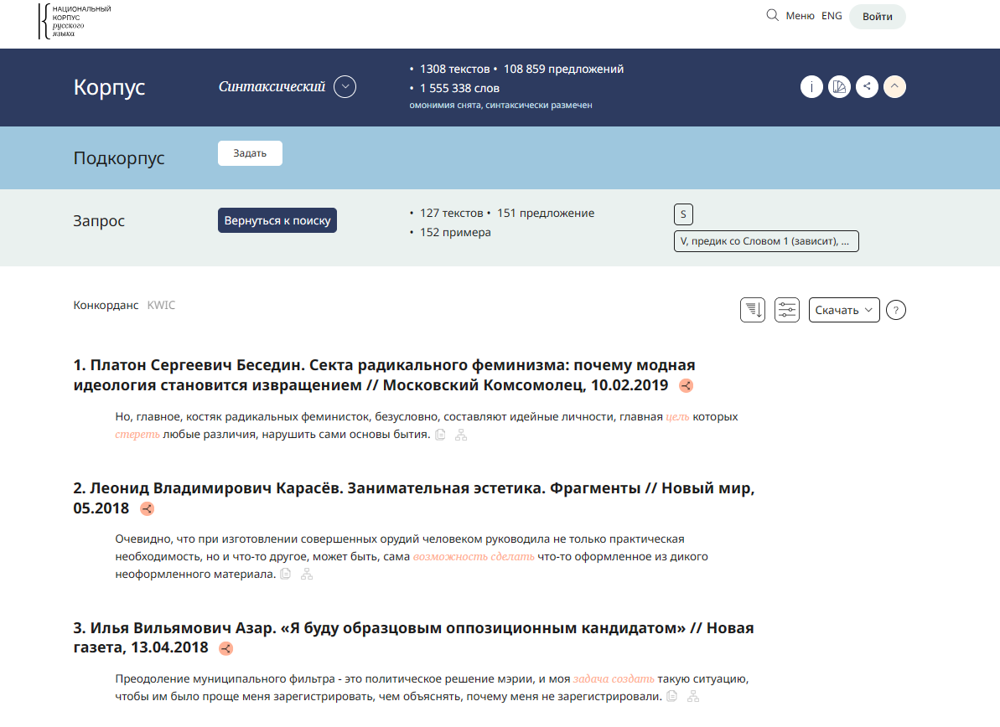 НАЦИОНАЛЬНЫЙ
КОРПУС
русского
языка
Меню ENG Войти
Корпус
Синтаксический
• 1308 текстов • 108 859 предложений
• 1 555 338 слов
омонимия снята, синтаксически размечен
i
Подкорпус
Задать
Запрос
Вернуться к поиску
• 127 текстов • 151 предложение
• 152 примера
S
V, предик со Словом 1 (зависит), ...
Конкорданс KWIC
Скачать
?
1. Платон Сергеевич Беседин. Секта радикального феминизма: почему модная
идеология становится извращением // Московский Комсомолец, 10.02.2019
Но, главное, костяк радикальных феминисток, безусловно, составляют идейные личности, главная цель которых
стереть любые различия, нарушить сами основы бытия.
2. Леонид Владимирович Карасёв. Занимательная эстетика. Фрагменты // Новый мир,
05.2018
Очевидно, что при изготовлении совершенных орудий человеком руководила не только практическая
необходимость, но и что-то другое, может быть, сама возможность сделать что-то оформленное из дикого
неоформленного материала.
3. Илья Вильямович Азар. «Я буду образцовым оппозиционным кандидатом» // Новая
газета, 13.04.2018
Преодоление муниципального фильтра - это политическое решение мэрии, и моя задача создать такую ситуацию,
чтобы им было проще меня зарегистрировать, чем объяснять, почему меня не зарегистрировали.